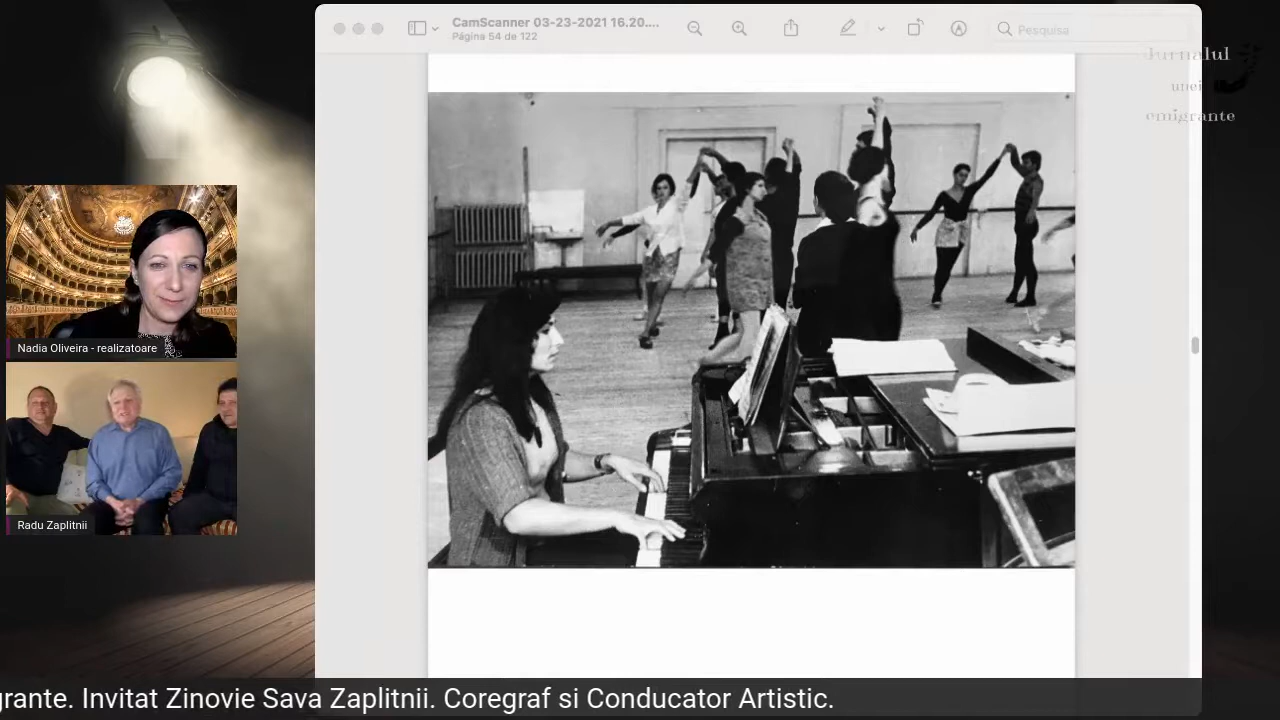 CamScanner 03-23-2021 16.20....
Página 54 de 122
Pesquisa
Jurnalul
unei
emigrante
Nadia Oliveira - realizatoare
Radu Zaplitnii
grante. Invitat Zinovie Sava Zaplitnii. Coregraf si Conducator Artistic.